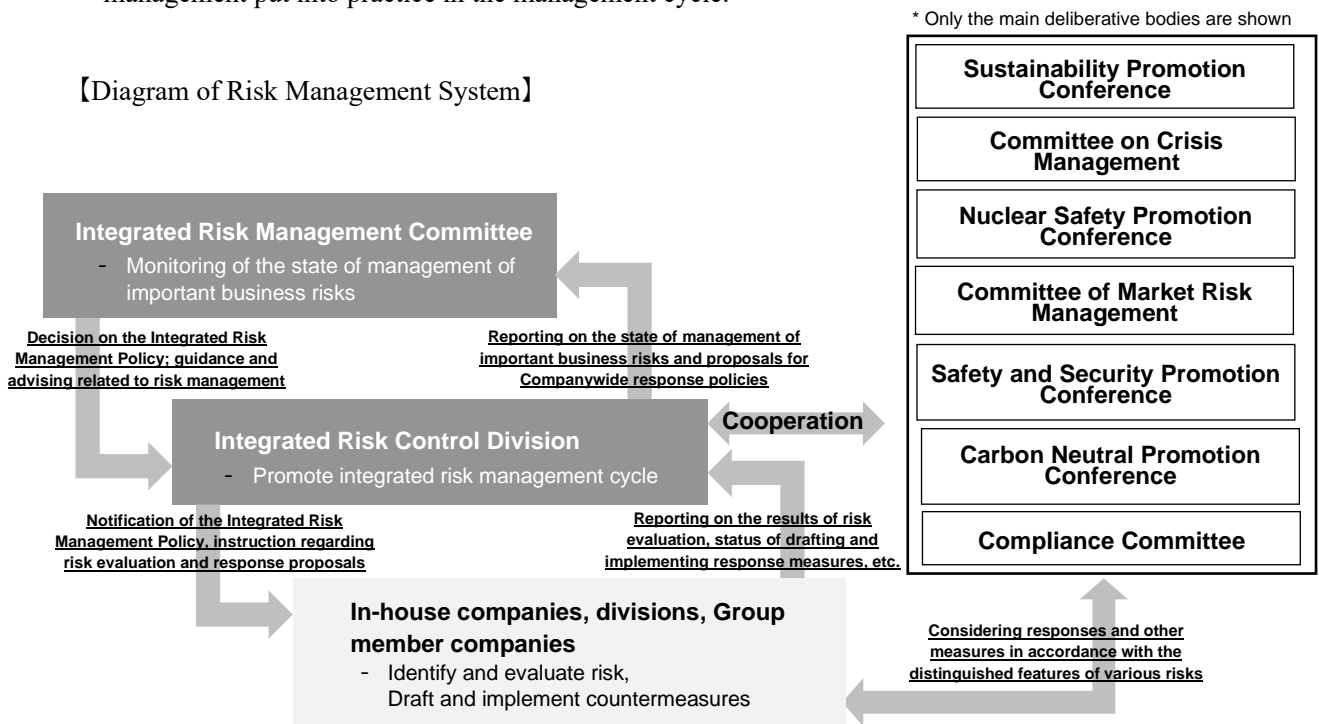 management put into practice in the management cycle.
* Only the main deliberative bodies are shown
【Diagram of Risk Management System】
Sustainability Promotion
Conference
Committee on Crisis
Management
Nuclear Safety Promotion
Conference
Committee of Market Risk
Management
Safety and Security Promotion
Conference
Carbon Neutral Promotion
Conference
Compliance Committee
Integrated Risk Management Committee
- Monitoring of the state of management of
important business risks
Decision on the Integrated Risk
Management Policy; guidance and
advising related to risk management
Reporting on the state of management of
important business risks and proposals for
Companywide response policies
Integrated Risk Control Division
- Promote integrated risk management cycle
Cooperation
Notification of the Integrated Risk
Management Policy, instruction regarding
risk evaluation and response proposals
Reporting on the results of risk
evaluation, status of drafting and
implementing response measures, etc.
In-house companies, divisions, Group
member companies
- Identify and evaluate risk,
Draft and implement countermeasures
Considering responses and other
measures in accordance with the
distinguished features of various risks